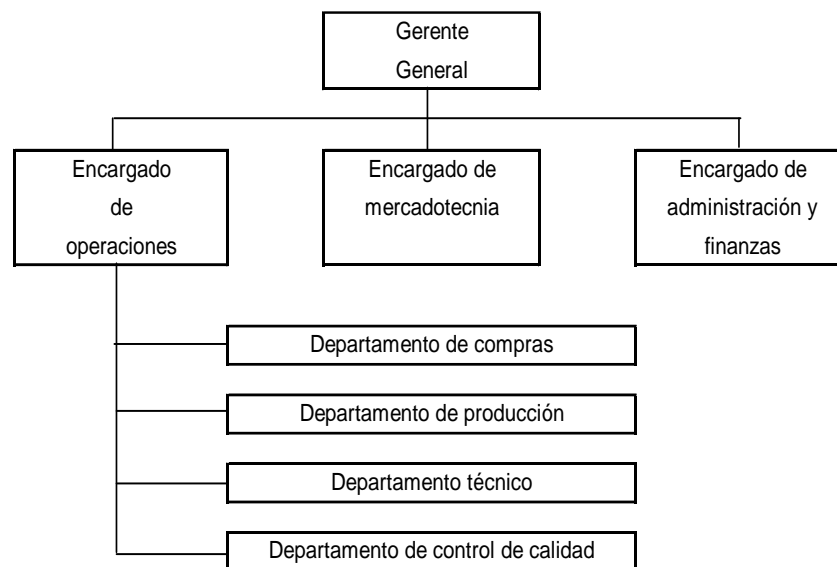 Gerente
General
Encargado
de
operaciones
Encargado de
mercadotecnia
Encargado de
administración y
finanzas
Departamento de compras
Departamento de producción
Departamento técnico
Departamento de control de calidad